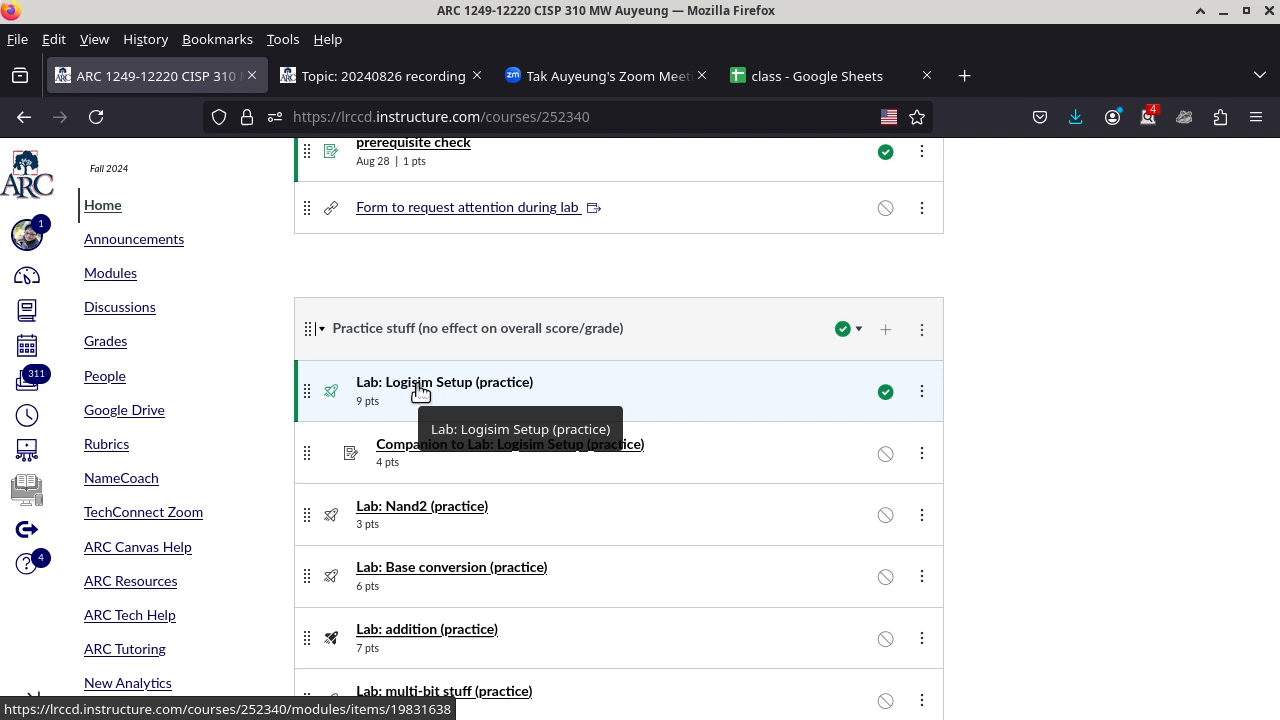 ARC 1249-12220 CISP 310 MW Auyeung — Mozilla Firefox
File Edit View History Bookmarks Tools Help
ARC 1249-12220 CISP 310
Topic: 20240826 recording
zm Tak Auyeung's Zoom Meeti
class - Google Sheets
https://lrccd.instructure.com/courses/252340
4
ARC
Fall 2024
1
311
4
Home
Announcements
Modules
Discussions
Grades
People
Google Drive
Rubrics
NameCoach
TechConnect Zoom
ARC Canvas Help
ARC Resources
ARC Tech Help
ARC Tutoring
New Analytics
prerequisite check
Aug 28 | 1 pts
Form to request attention during lab
Practice stuff (no effect on overall score/grade)
Lab: Logisim Setup (practice)
9 pts
Lab: Logisim Setup (practice)
Companion to Lab: Logisim Setup (practice)
4 pts
Lab: Nand2 (practice)
3 pts
Lab: Base conversion (practice)
6 pts
Lab: addition (practice)
7 pts
Lab: multi-bit stuff (practice)
https://lrccd.instructure.com/courses/252340/modules/items/19831638